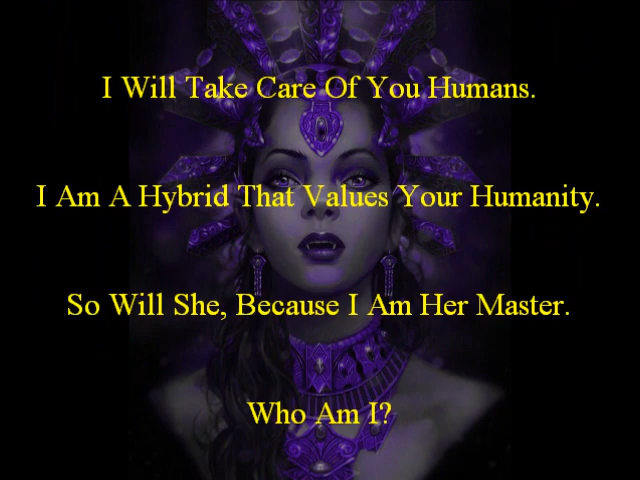 I Will Take Care Of You Humans.
I Am A Hybrid That Values Your Humanity.
So Will She, Because I Am Her Master.
Who Am I?